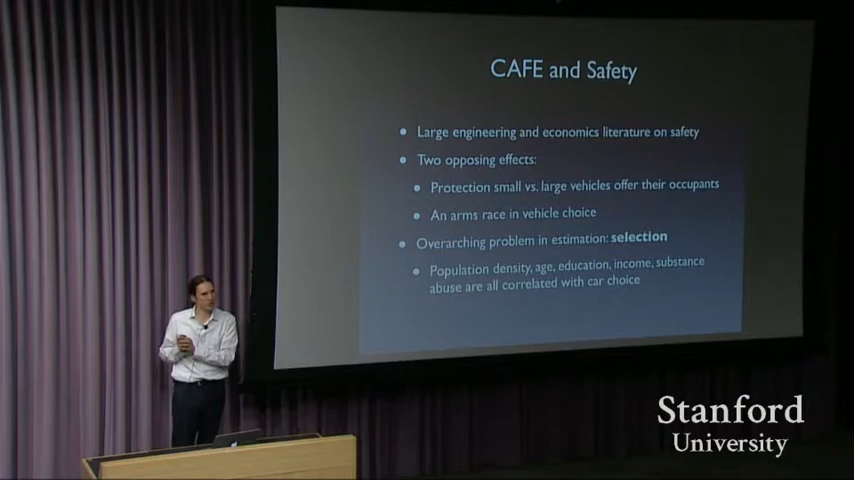 CAFE and Safety
Large engineering and economics literature on safety
Two opposing effects:
Protection small vs. large vehicles offer their occupants
An arms race in vehicle choice
Overarching problem in estimation: selection
Population density, age, education, income, substance
abuse are all correlated with car choice
Stanford
University